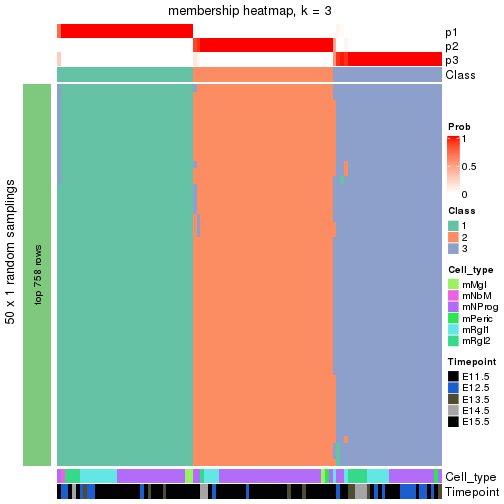 membership heatmap, k = 3
p1
p2
p3
Class
50 x 1 random samplings
top 758 rows
Prob
1
0.5
0
Class
1
2
3
Cell_type
mMgl
mNbM
mNProg
mPeric
mRgl1
mRgl2
Timepoint
E11.5
E12.5
E13.5
E14.5
E15.5
Cell_type
Timepoint